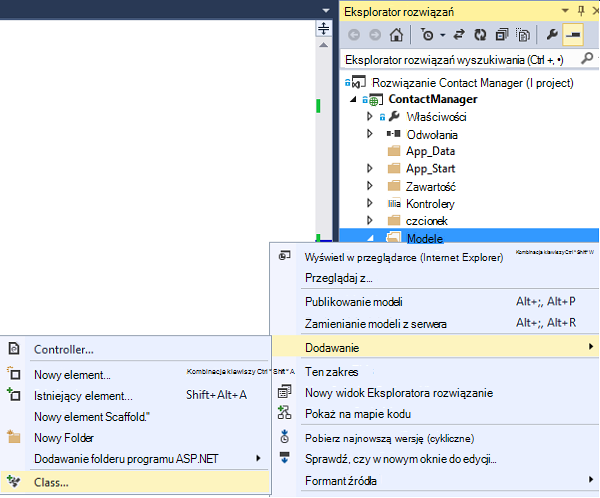 Eksplorator rozwiązań
Eksplorator rozwiązań wyszukiwania (Ctrl +, •)
Rozwiązanie Contact Manager (I project)
ContactManager
Właściwości
Odwołania
App_Data
App_Start
Zawartość
Kontrolery
czcionek
Modele
Wyświetl w przeglądarce (Internet Explorer) Kombinacja klawiszy Ctrl * Shift * W
Przeglądaj z...
Publikowanie modeli Alt+;, Alt+P
Zamienianie modeli z serwera Alt+;, Alt+R
Dodawanie
Ten zakres
Nowy widok Eksploratora rozwiązanie
Pokaż na mapie kodu
Pobierz najnowszą wersję (cykliczne)
Sprawdź, czy w nowym oknie do edycji...
Formant źródła
Controller...
Nowy element... Kombinacja klawiszy Ctrl * Shift * A
Istniejący element... Shift+Alt+A
Nowy element Scaffold."
Nowy Folder
Dodawanie folderu programu ASP.NET
Class...